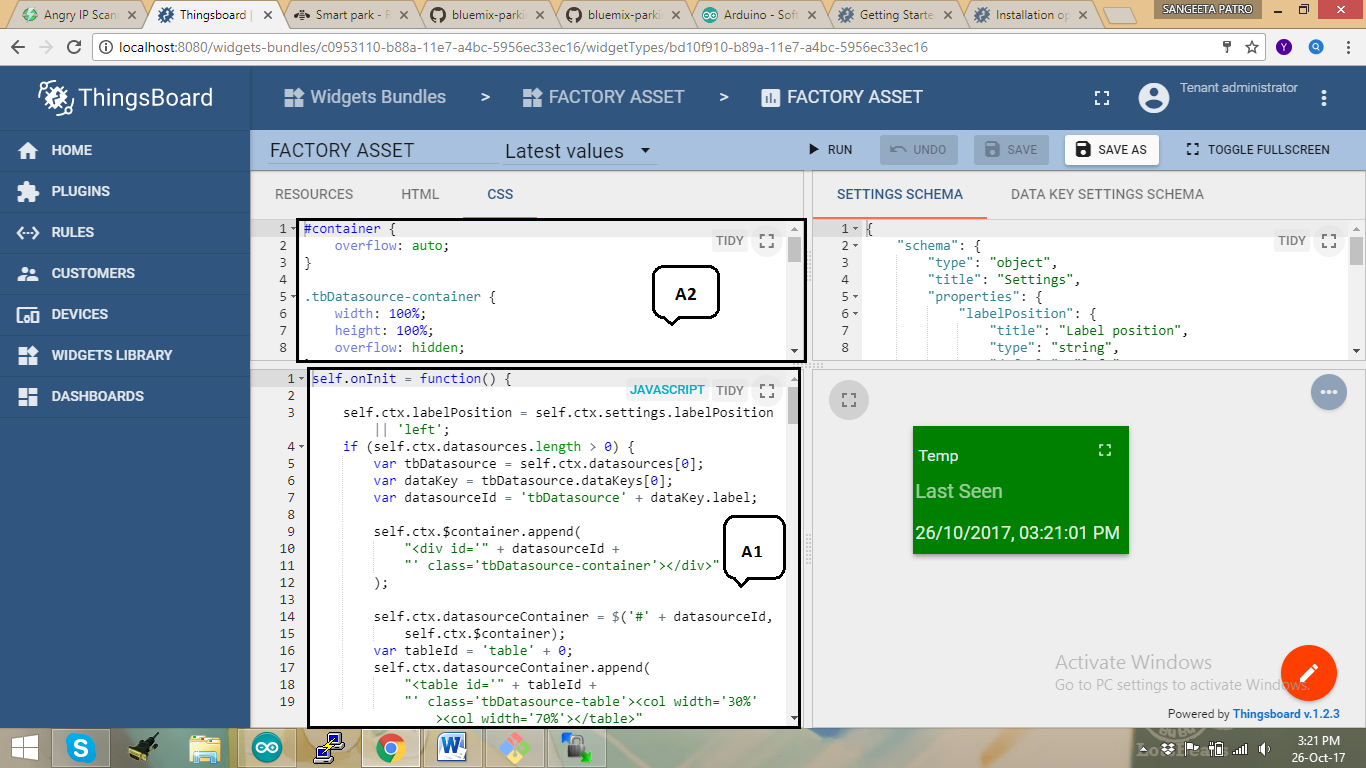 Angry IP Scan
Thingsboard |
Smart park - F
bluemix-parki
bluemix-parki
Arduino - Soft
Getting Starte
Installation op
SANGEETA PATRO
localhost:8080/widgets-bundles/c0953110-b88a-11e7-a4bc-5956ec33ec16/widgetTypes/bd10f910-b89a-11e7-a4bc-5956ec33ec16
Y
Q
ThingsBoard
Widgets Bundles > FACTORY ASSET > FACTORY ASSET
Tenant administrator
HOME
PLUGINS
RULES
CUSTOMERS
DEVICES
WIDGETS LIBRARY
DASHBOARDS
FACTORY ASSET
Latest values
RUN
UNDO
SAVE
SAVE AS
TOGGLE FULLSCREEN
RESOURCES HTML CSS
TIDY
1 #container {
2 overflow: auto;
3 }
4
5 .tbDatasource-container {
6 width: 100%;
7 height: 100%;
8 overflow: hidden;
A2
SETTINGS SCHEMA DATA KEY SETTINGS SCHEMA
TIDY
1 {
2 "schema": {
3 "type": "object",
4 "title": "Settings",
5 "properties": {
6 "labelPosition": {
7 "title": "Label position",
8 "type": "string",
JAVASCRIPT TIDY
1 self.onInit = function() {
2
3 self.ctx.labelPosition = self.ctx.settings.labelPosition
|| 'left';
4 if (self.ctx.datasources.length > 0) {
5 var tbDatasource = self.ctx.datasources[0];
6 var dataKey = tbDatasource.dataKeys[0];
7 var datasourceId = 'tbDatasource' + dataKey.label;
8
9 self.ctx.$container.append(
10 "<div id='" + datasourceId +
11 "' class='tbDatasource-container'></div>"
12 );
13
14 self.ctx.datasourceContainer = $('#' + datasourceId,
15 self.ctx.$container);
16 var tableId = 'table' + 0;
17 self.ctx.datasourceContainer.append(
18 "<table id='" + tableId +
19 "' class='tbDatasource-table'><col width='30%'
><col width='70%'></table>"
A1
Temp
Last Seen
26/10/2017, 03:21:01 PM
Activate Windows
Go to PC settings to activate Windows.
Powered by Thingsboard v.1.2.3
3:21 PM
26-Oct-17